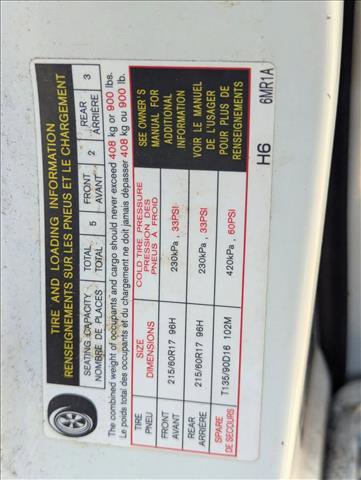 TIRE AND LOADING INFORMATION
RENSEIGNEMENTS SUR LES PNEUS ET LE CHARGEMENT
SEATING CAPACITY TOTAL 5 FRONT 2 REAR 3
NOMBRE DE PLACES TOTAL AVANT ARRIÈRE
The combined weight of occupants and cargo should never exceed 408 kg or 900 lbs.
Le poids total des occupants et du chargement ne doit jamais dépasser 408 kg ou 900 lb.
TIRE SIZE COLD TIRE PRESSURE
PNEU DIMENSIONS PRESSION DES PNEUS À FROID
FRONT 215/60R17 96H 230kPa, 33PSI
AVANT
REAR 215/60R17 96H 230kPa, 33PSI
ARRIÈRE
SPARE T135/90D16 102M 420kPa, 60PSI
DE SECOURS
SEE OWNER'S
MANUAL FOR
ADDITIONAL
INFORMATION
VOIR LE MANUEL
DE L'USAGER
POUR PLUS DE
RENSEIGNEMENTS
H6 6MR1A